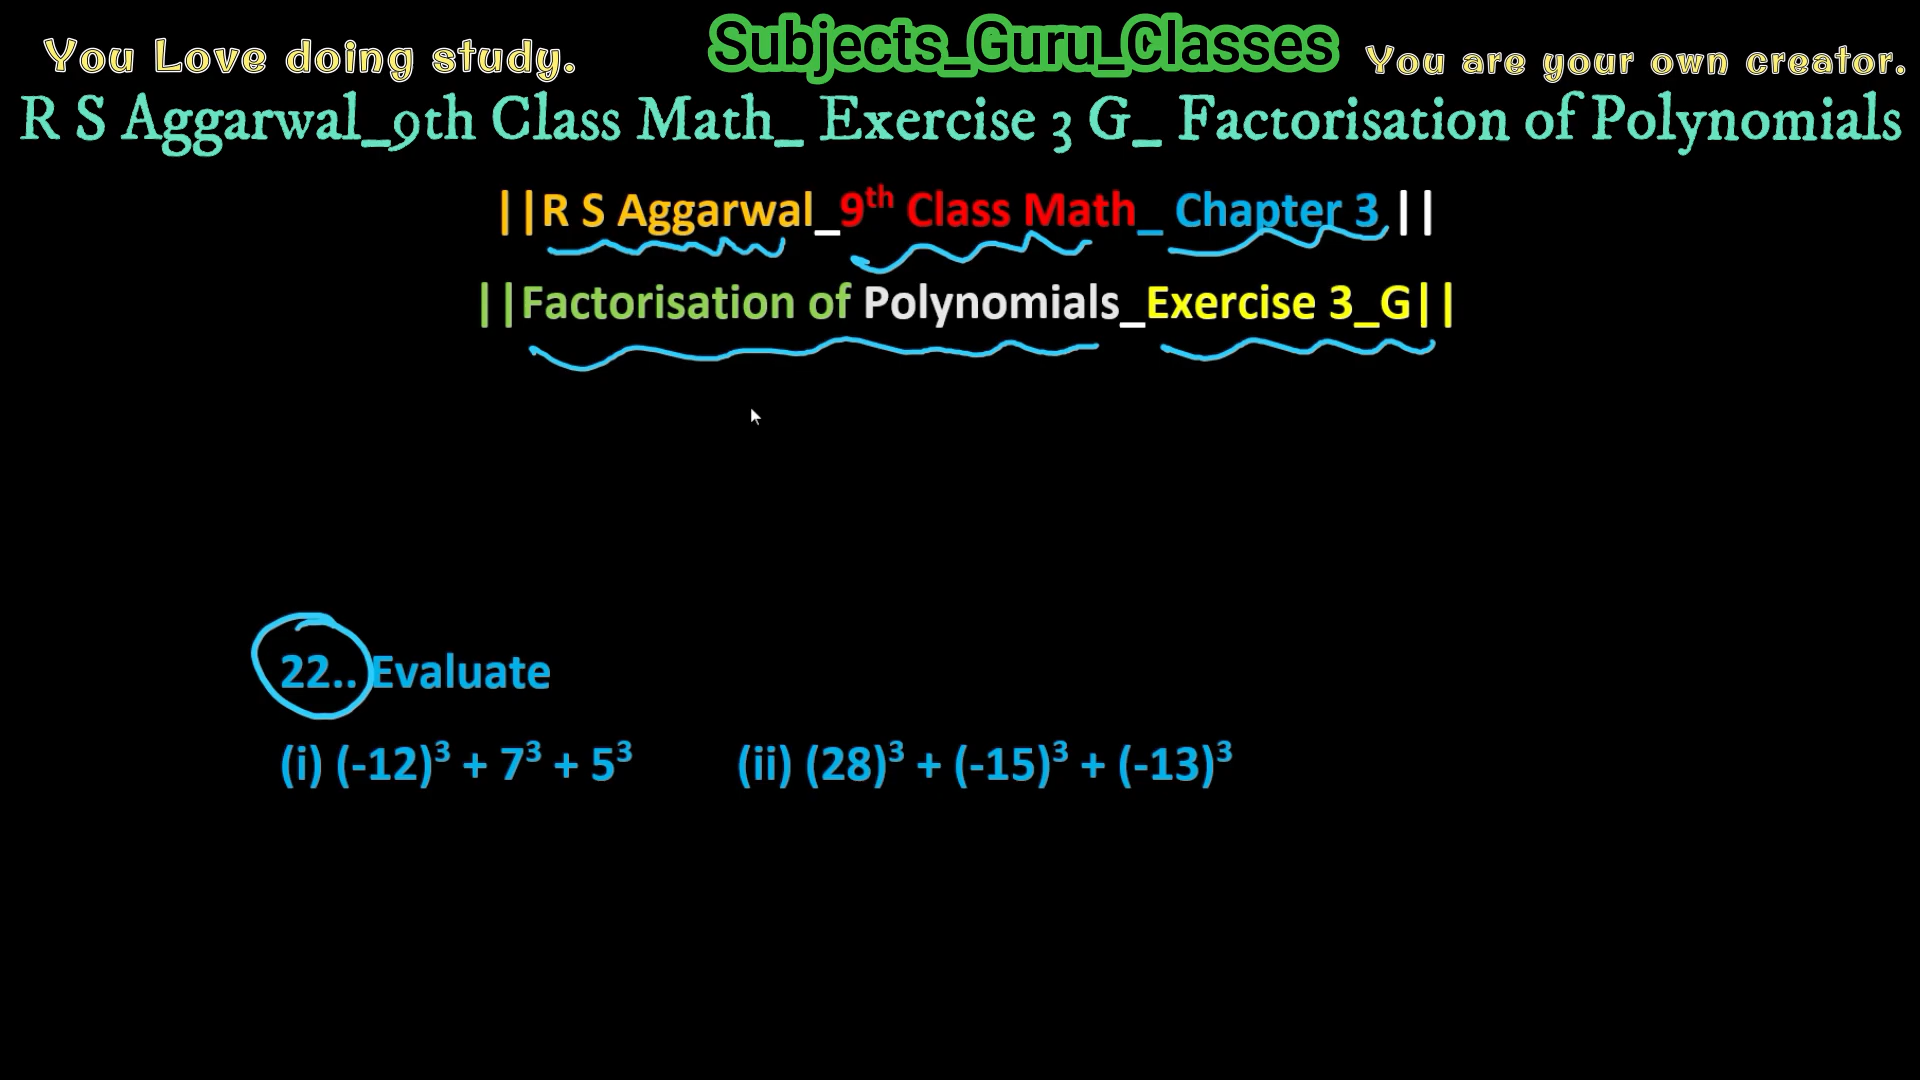 You Love doing study. Subjects_Guru_Classes You are your own creator.
R S Aggarwal_9th Class Math_ Exercise 3 G_ Factorisation of Polynomials
||R S Aggarwal_9th Class Math_ Chapter 3 ||
||Factorisation of Polynomials_Exercise 3_G||
22.. Evaluate
(i) (-12)³ + 7³ + 5³ (ii) (28)³ + (-15)³ + (-13)³